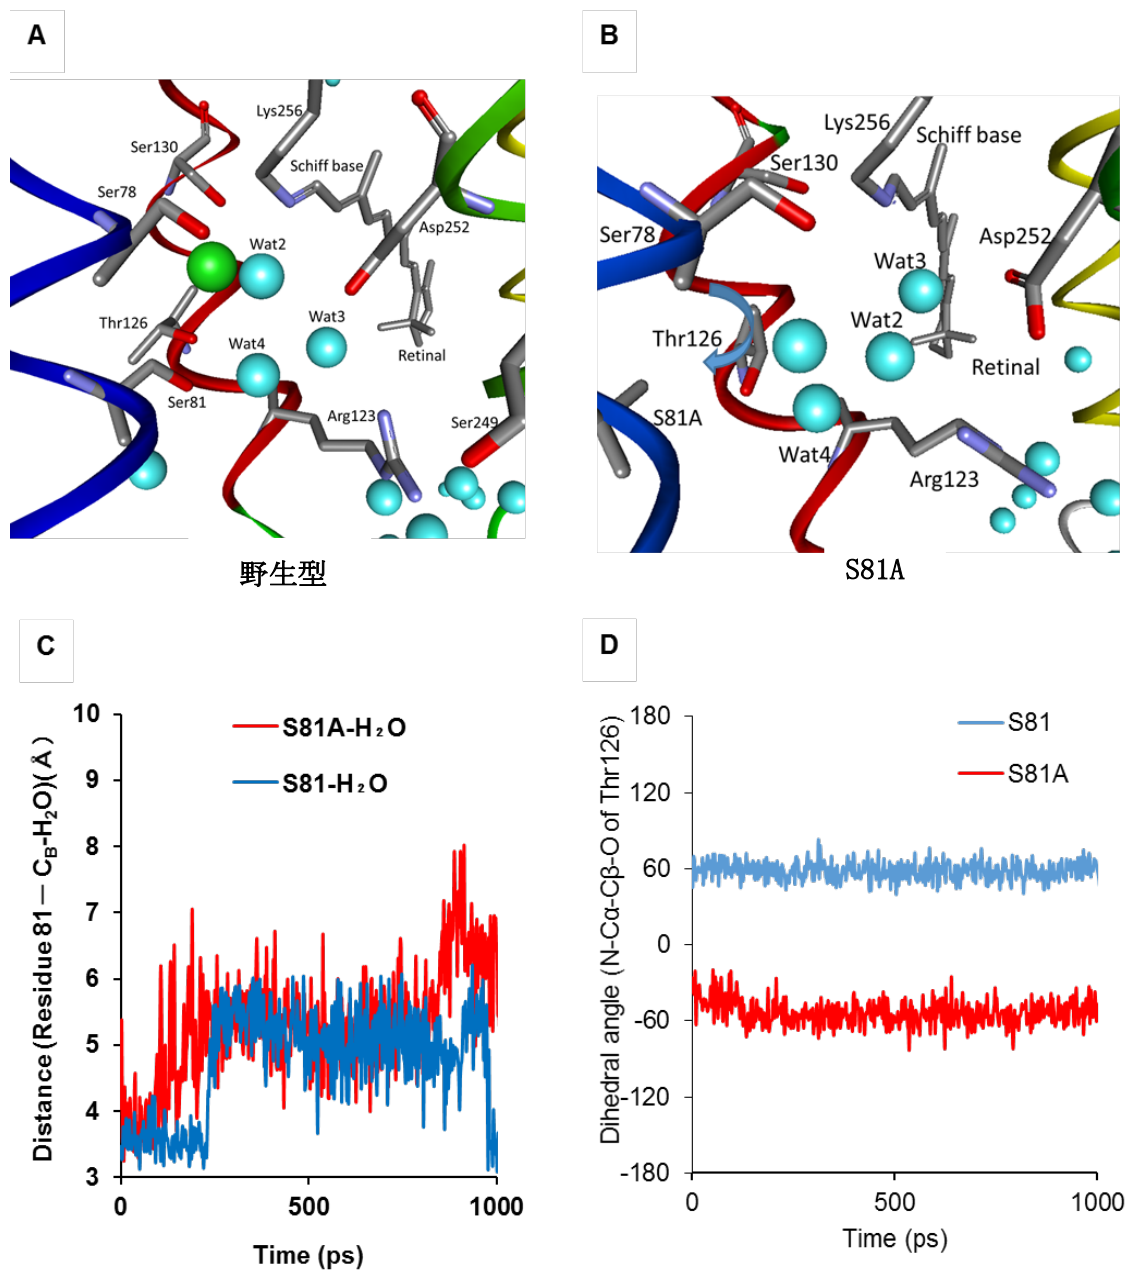 A
Lys256
Ser130
Schiff base
Ser78
Asp252
Wat2
Thr126
Wat3
Wat4
Retinal
Ser81
Arg123
Ser249
野生型
B
Lys256
Schiff base
Ser130
Ser78
Asp252
Wat3
Wat2
Thr126
Retinal
S81A
Wat4
Arg123
S81A
C
Distance (Residue 81— CB-H2O)(Å)
10
9
8
7
6
5
4
3
S81A-H₂O
S81-H₂O
0
500
1000
Time (ps)
D
Dihedral angle (N-Cα-Cβ-O of Thr126)
180
120
60
0
-60
-120
-180
S81
S81A
0
500
1000
Time (ps)